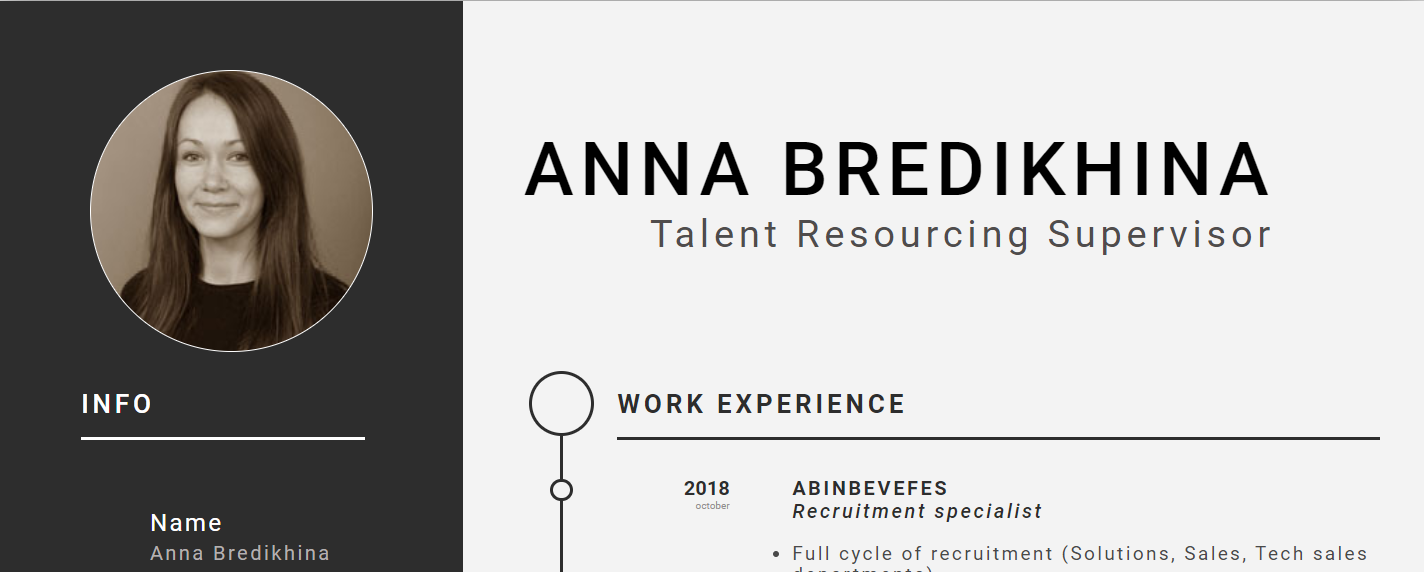 ANNA BREDIKHINA
Talent Resourcing Supervisor
INFO
Name
Anna Bredikhina
WORK EXPERIENCE
2018
october
ABINBEVEFES
Recruitment specialist
• Full cycle of recruitment (Solutions, Sales, Tech sales
departments)